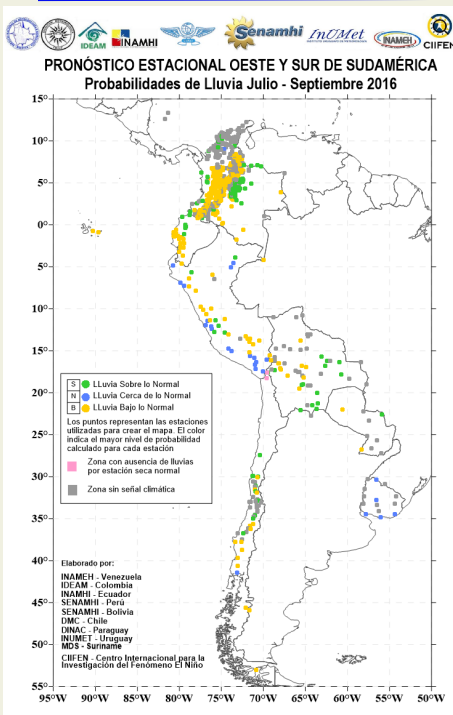 IDEAM
INAMHI
Senamhi
InUMet
INAMEH
CIIFEN
PRONÓSTICO ESTACIONAL OESTE Y SUR DE SUDAMÉRICA
Probabilidades de Lluvia Julio - Septiembre 2016
15°
10°
5°
0°
5°
10°
15°
20°
25°
30°
35°
40°
45°
50°
55°
95°W 90°W 85°W 80°W 75°W 70°W 65°W 60°W 55°W 50°W
S LLuvia Sobre lo Normal
N LLuvia Cerca de lo Normal
B LLuvia Bajo lo Normal
Los puntos representan las estaciones
utilizadas para crear el mapa. El color
indica el mayor nivel de probabilidad
calculado para cada estación
Zona con ausencia de lluvias
por estación seca normal
Zona sin señal climática
Elaborado por:
INAMEH - Venezuela
IDEAM - Colombia
INAMHI - Ecuador
SENAMHI - Perú
SENAMHI - Bolivia
DMC - Chile
DINAC - Paraguay
INUMET - Uruguay
MDS - Suriname
CIIFEN - Centro Internacional para la
Investigación del Fenómeno El Niño